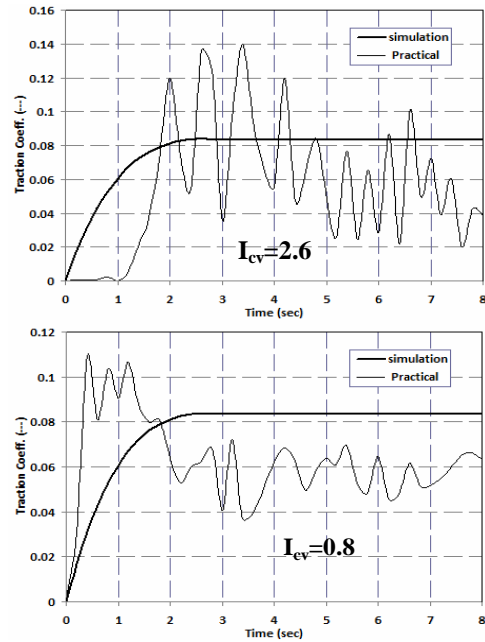 0.16
0.14
0.12
0.1
0.08
0.06
0.04
0.02
0
Traction Coeff. (---)
simulation
Practical
I_cv=2.6
0 1 2 3 4 5 6 7 8
Time (sec)
0.12
0.1
0.08
0.06
0.04
0.02
0
Traction Coeff. (---)
simulation
Practical
I_cv=0.8
0 1 2 3 4 5 6 7 8
Time (sec)